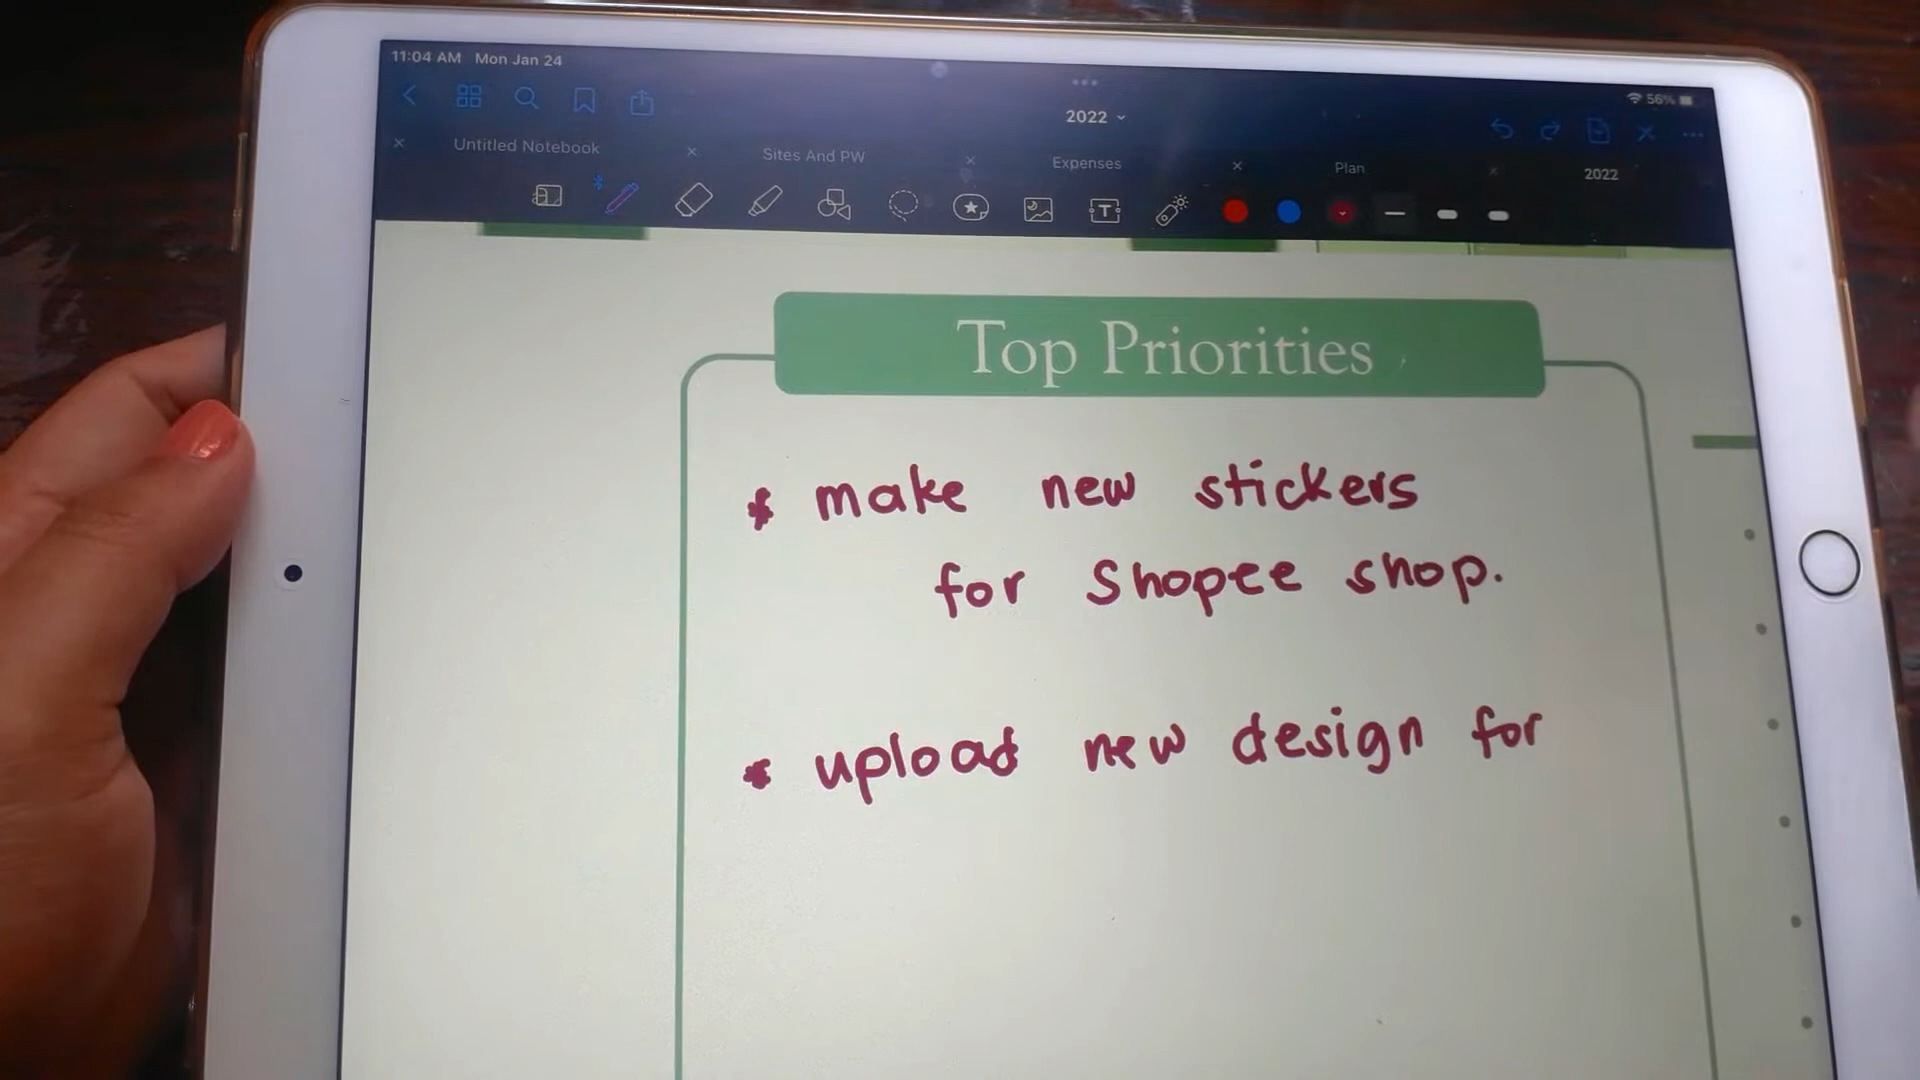 11:04 AM Mon Jan 24
56%
2022
Untitled Notebook
Sites And PW
Expenses
Plan
2022
Top Priorities
* make new stickers
for Shopee shop.
* upload new design for